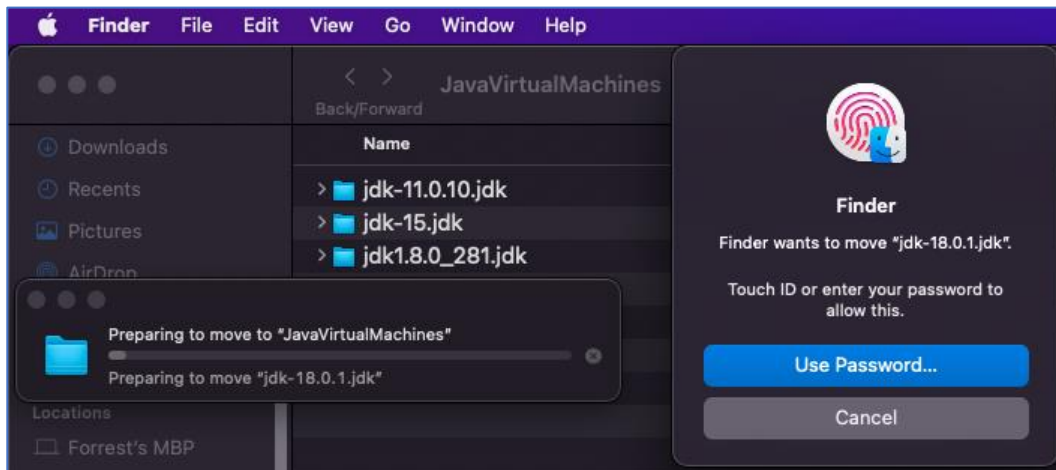 Finder File Edit View Go Window Help
JavaVirtualMachines
Back/Forward
Downloads
Recents
Pictures
AirDrop
Locations
Forrest's MBP
Name
jdk-11.0.10.jdk
jdk-15.jdk
jdk1.8.0_281.jdk
Preparing to move to “JavaVirtualMachines”
Preparing to move “jdk-18.0.1.jdk”
Finder
Finder wants to move “jdk-18.0.1.jdk”.
Touch ID or enter your password to
allow this.
Use Password...
Cancel